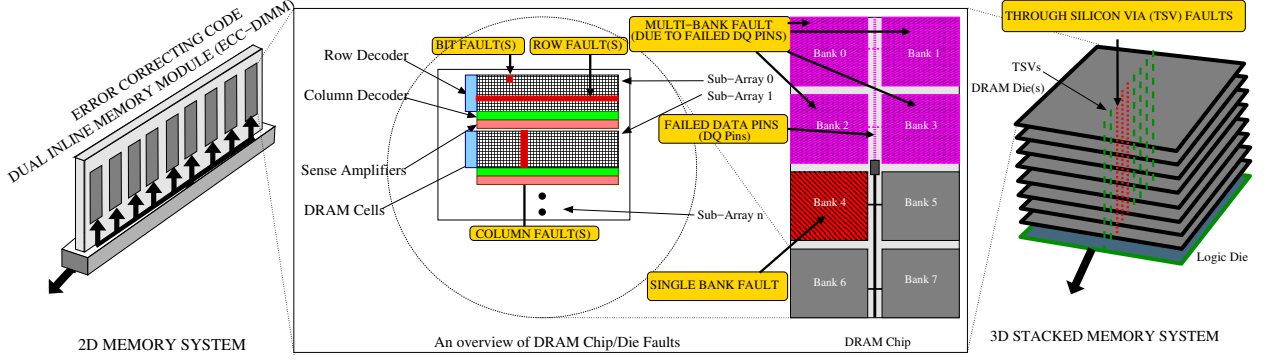 ERROR CORRECTING CODE
DUAL INLINE MEMORY MODULE (ECC-DIMM)
2D MEMORY SYSTEM
BIT FAULT(S)
ROW FAULT(S)
Row Decoder
Column Decoder
Sense Amplifiers
DRAM Cells
Sub-Array 0
Sub-Array 1
Sub-Array n
COLUMN FAULT(S)
An overview of DRAM Chip/Die Faults
MULTI-BANK FAULT
(DUE TO FAILED DQ PINS)
FAILED DATA PINS
(DQ Pins)
SINGLE BANK FAULT
Bank 0
Bank 1
Bank 2
Bank 3
Bank 4
Bank 5
Bank 6
Bank 7
DRAM Chip
THROUGH SILICON VIA (TSV) FAULTS
TSVs
DRAM Die(s)
Logic Die
3D STACKED MEMORY SYSTEM